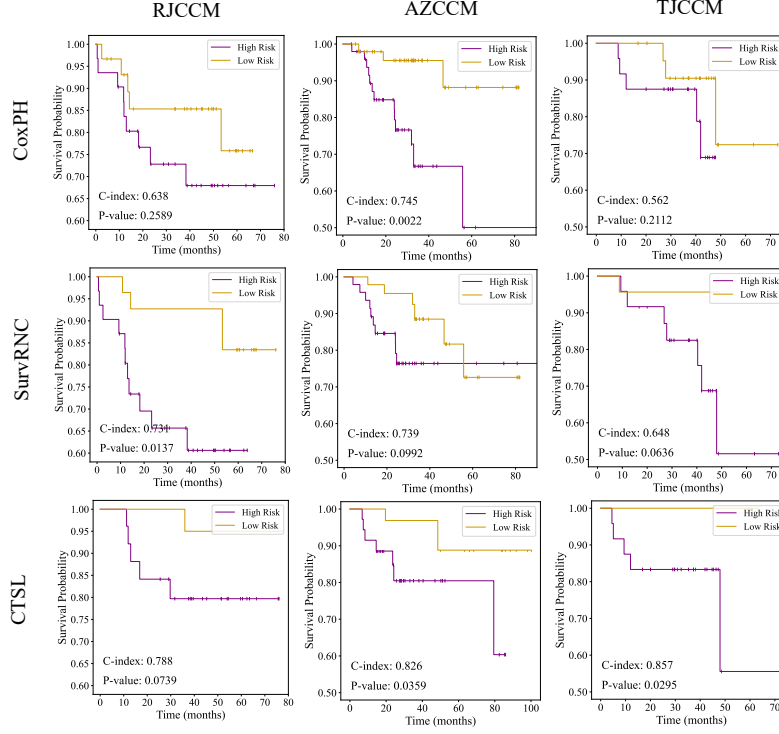 RJCCM AZCCM TJCCM
CoxPH
Survival Probability
1.00
0.95
0.90
0.85
0.80
0.75
0.70
0.65
0.60
High Risk
Low Risk
C-index: 0.638
P-value: 0.2589
0 10 20 30 40 50 60 70 80
Time (months)
Survival Probability
1.00
0.90
0.80
0.70
0.60
0.50
High Risk
Low Risk
C-index: 0.745
P-value: 0.0022
0 20 40 60 80
Time (months)
Survival Probability
1.00
0.90
0.80
0.70
0.60
0.50
High Risk
Low Risk
C-index: 0.562
P-value: 0.2112
0 10 20 30 40 50 60 70
Time (months)
SurvRNC
Survival Probability
1.00
0.95
0.90
0.85
0.80
0.75
0.70
0.65
0.60
High Risk
Low Risk
C-index: 0.731
P-value: 0.0137
0 10 20 30 40 50 60 70 80
Time (months)
Survival Probability
1.00
0.90
0.80
0.70
0.60
0.50
High Risk
Low Risk
C-index: 0.739
P-value: 0.0992
0 20 40 60 80
Time (months)
Survival Probability
1.00
0.90
0.80
0.70
0.60
0.50
High Risk
Low Risk
C-index: 0.648
P-value: 0.0636
0 10 20 30 40 50 60 70
Time (months)
CTSL
Survival Probability
1.00
0.95
0.90
0.85
0.80
0.75
0.70
0.65
0.60
High Risk
Low Risk
C-index: 0.788
P-value: 0.0739
0 10 20 30 40 50 60 70 80
Time (months)
Survival Probability
1.00
0.90
0.80
0.70
0.60
0.50
High Risk
Low Risk
C-index: 0.826
P-value: 0.0359
0 20 40 60 80 100
Time (months)
Survival Probability
1.00
0.90
0.80
0.70
0.60
0.50
High Risk
Low Risk
C-index: 0.857
P-value: 0.0295
0 10 20 30 40 50 60 70
Time (months)